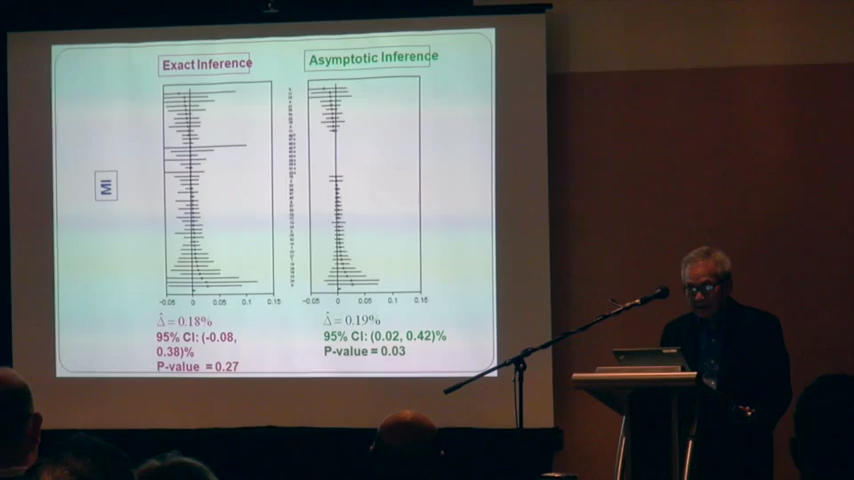 Exact Inference
Asymptotic Inference
MI
-0.05 0 0.05 0.1 0.15
-0.05 0 0.05 0.1 0.15
Δ̂ = 0.18%
95% CI: (-0.08,
0.38)%
P-value = 0.27
Δ̂ = 0.19%
95% CI: (0.02, 0.42)%
P-value = 0.03